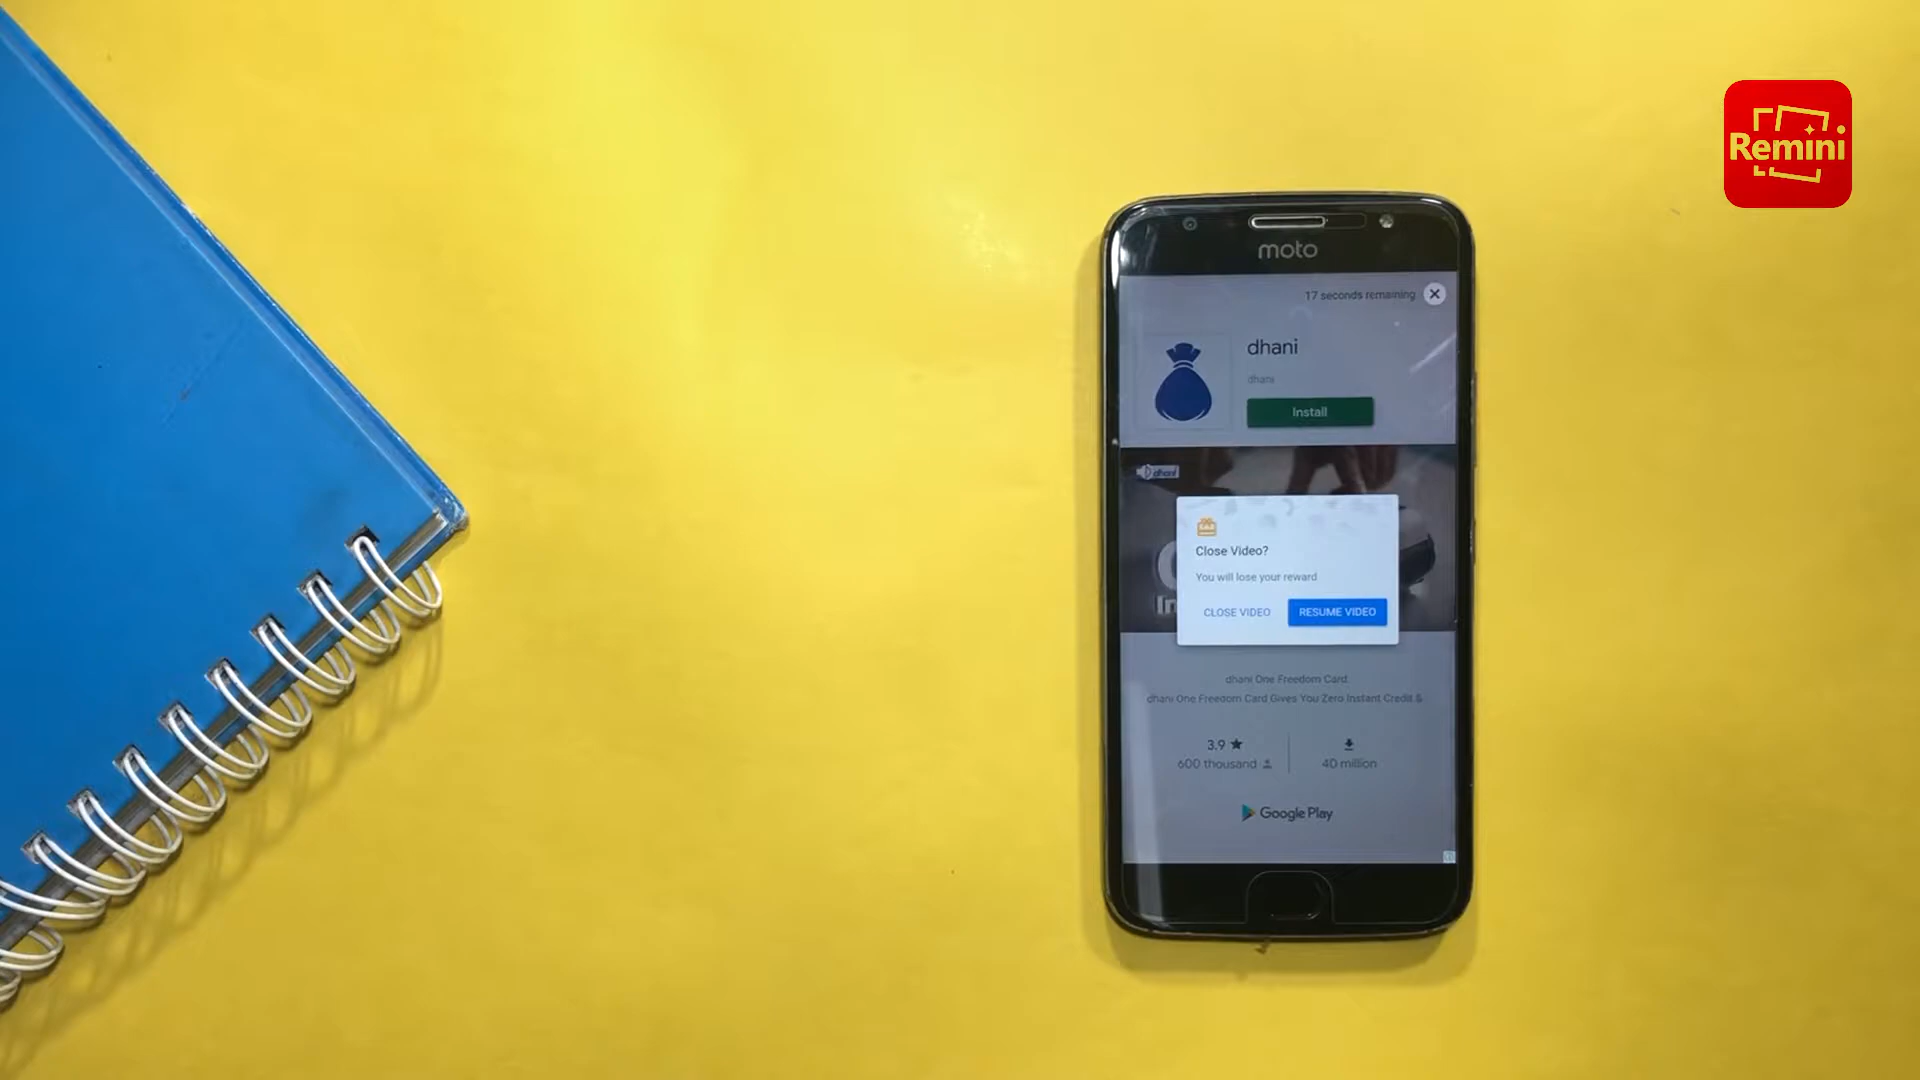 Remini
moto
17 seconds remaining
dhani
dhani
Install
dhani
Close Video?
You will lose your reward
CLOSE VIDEO
RESUME VIDEO
dhani One Freedom Card
dhani One Freedom Card Gives You Zero Instant Credit &
3.9
600 thousand
40 million
Google Play